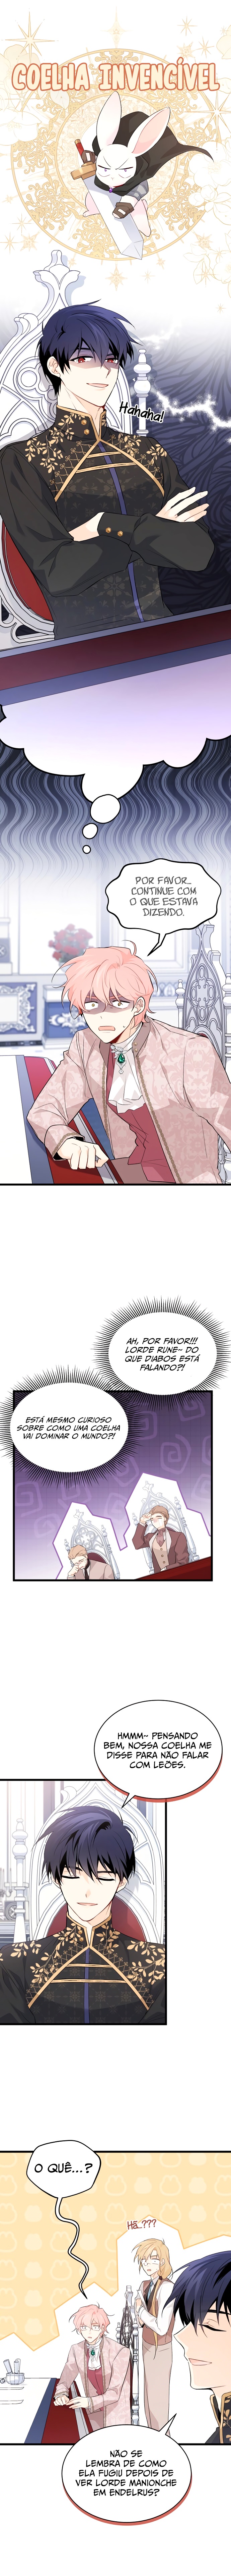 COELHA INVENCÍVEL
Hahaha!
POR FAVOR...
CONTINUE COM
O QUE ESTAVA
DIZENDO.
AH, POR FAVOR!!!
LORDE RUNE~ DO
QUE DIABOS ESTÁ
FALANDO?!
ESTÁ MESMO CURIOSO
SOBRE COMO UMA COELHA
VAI DOMINAR O MUNDO?!
HMMM~ PENSANDO
BEM, NOSSA COELHA ME
DISSE PARA NÃO FALAR
COM LEÕES.
O QUÊ...?
Hã...???
NÃO SE
LEMBRA DE COMO
ELA FUGIU DEPOIS DE
VER LORDE MANIONCHE
EM ENDELRUS?